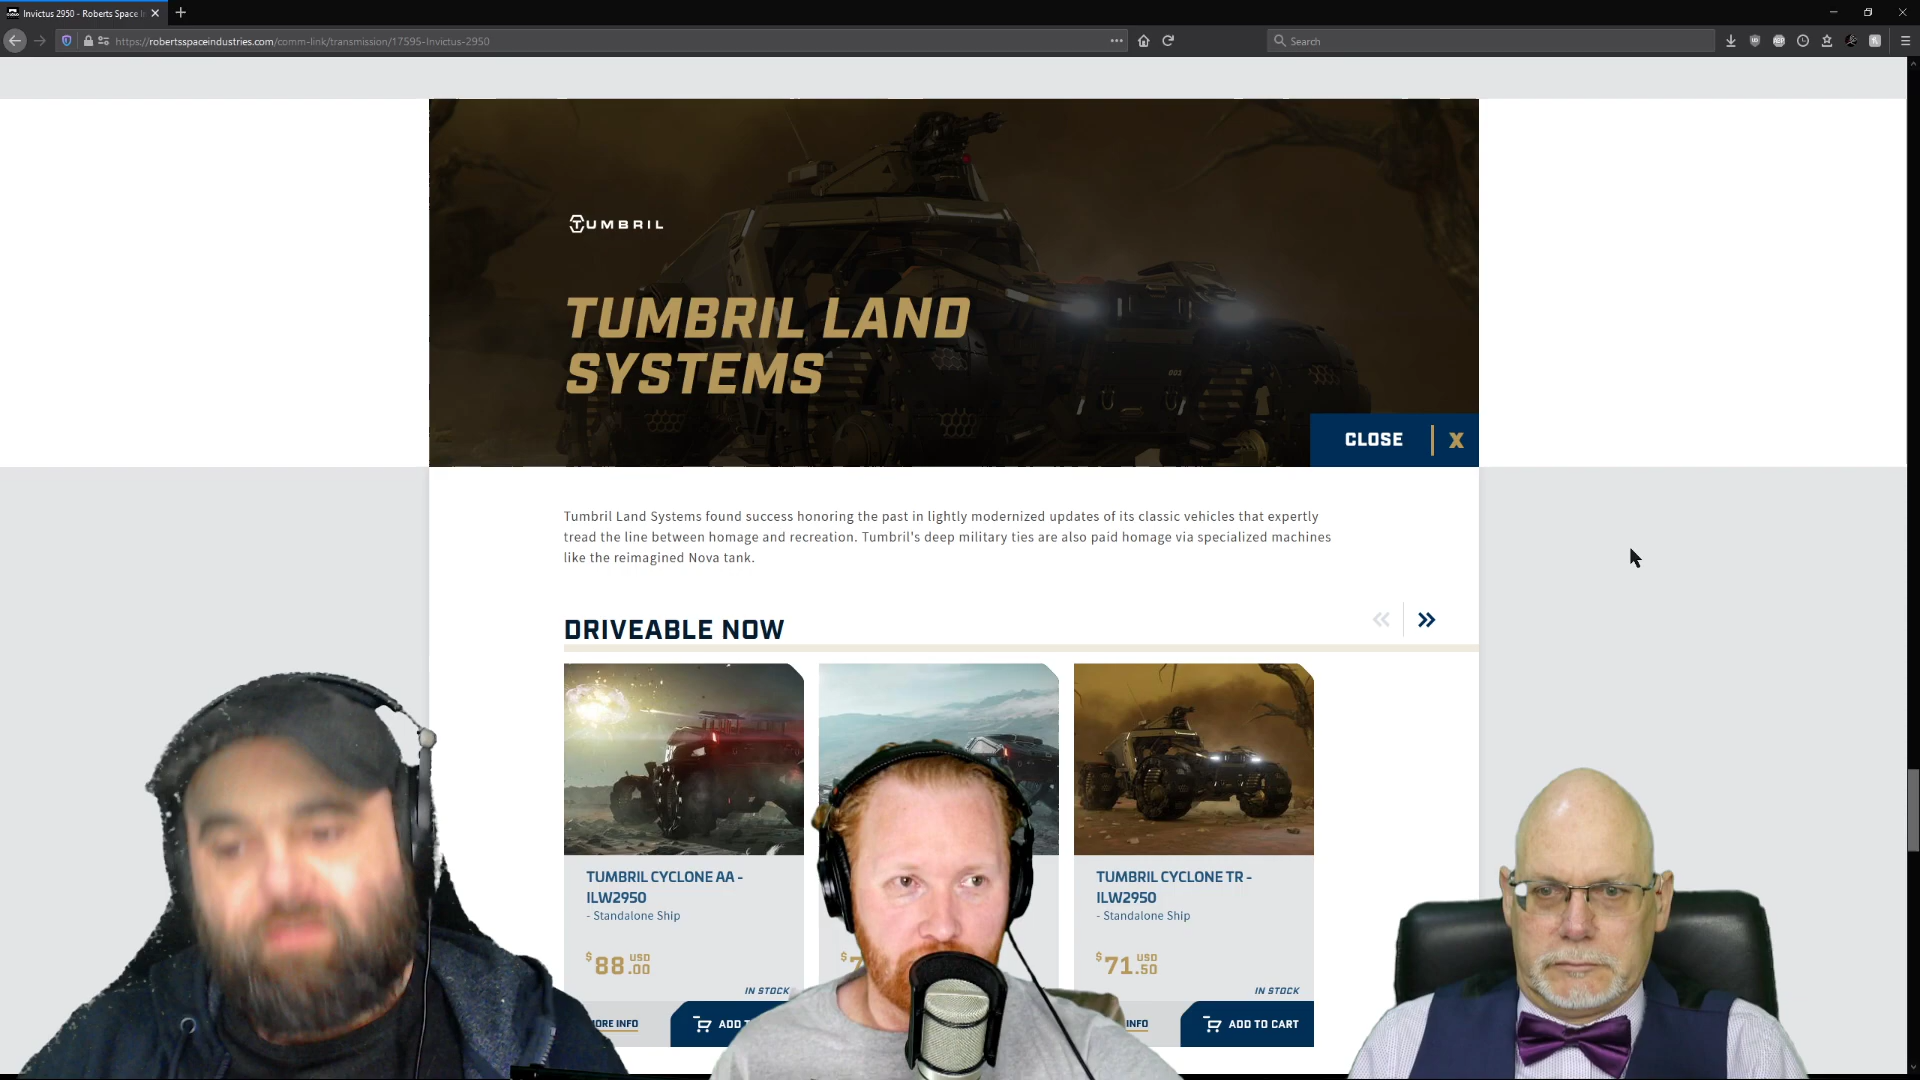 Invictus 2950 - Roberts Space
https://robertsspaceindustries.com/comm-link/transmission/17595-Invictus-2950
Search
TUMBRIL
TUMBRIL LAND
SYSTEMS
CLOSE | X
Tumbril Land Systems found success honoring the past in lightly modernized updates of its classic vehicles that expertly
tread the line between homage and recreation. Tumbril's deep military ties are also paid homage via specialized machines
like the reimagined Nova tank.
DRIVEABLE NOW
TUMBRIL CYCLONE AA -
ILW2950
- Standalone Ship
$88.00 USD
IN STOCK
ORE INFO
ADD
TUMBRIL CYCLONE TR -
ILW2950
- Standalone Ship
$71.50 USD
IN STOCK
INFO
ADD TO CART